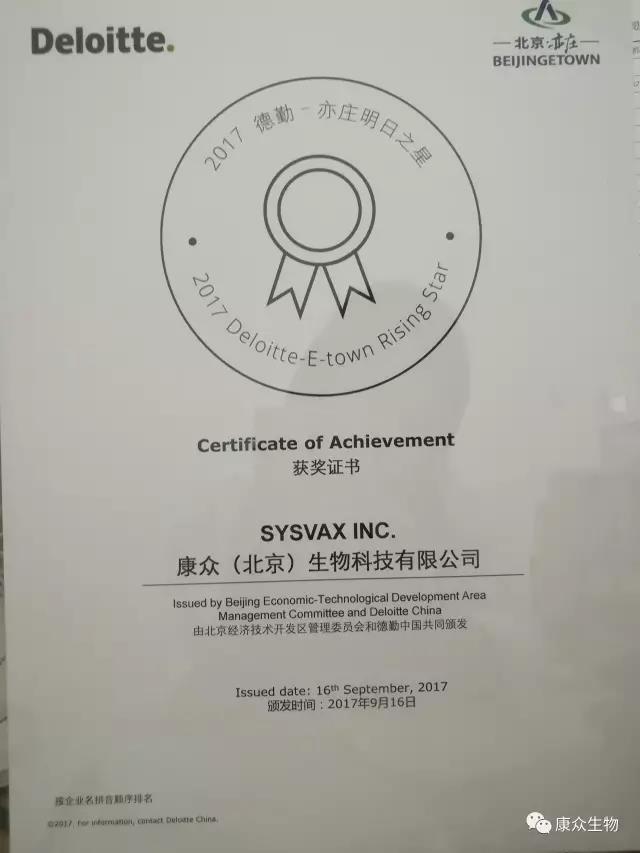 Deloitte.
北京·亦庄
BEIJINGETOWN
2017 德勤－亦庄明日之星
2017 Deloitte-E-town Rising Star
Certificate of Achievement
获奖证书
SYSVAX INC.
康众（北京）生物科技有限公司
Issued by Beijing Economic-Technological Development Area
Management Committee and Deloitte China
由北京经济技术开发区管理委员会和德勤中国共同颁发
Issued date: 16th September, 2017
颁发时间：2017年9月16日
按企业名拼音顺序排名
©2017. For information, contact Deloitte China.
康众生物